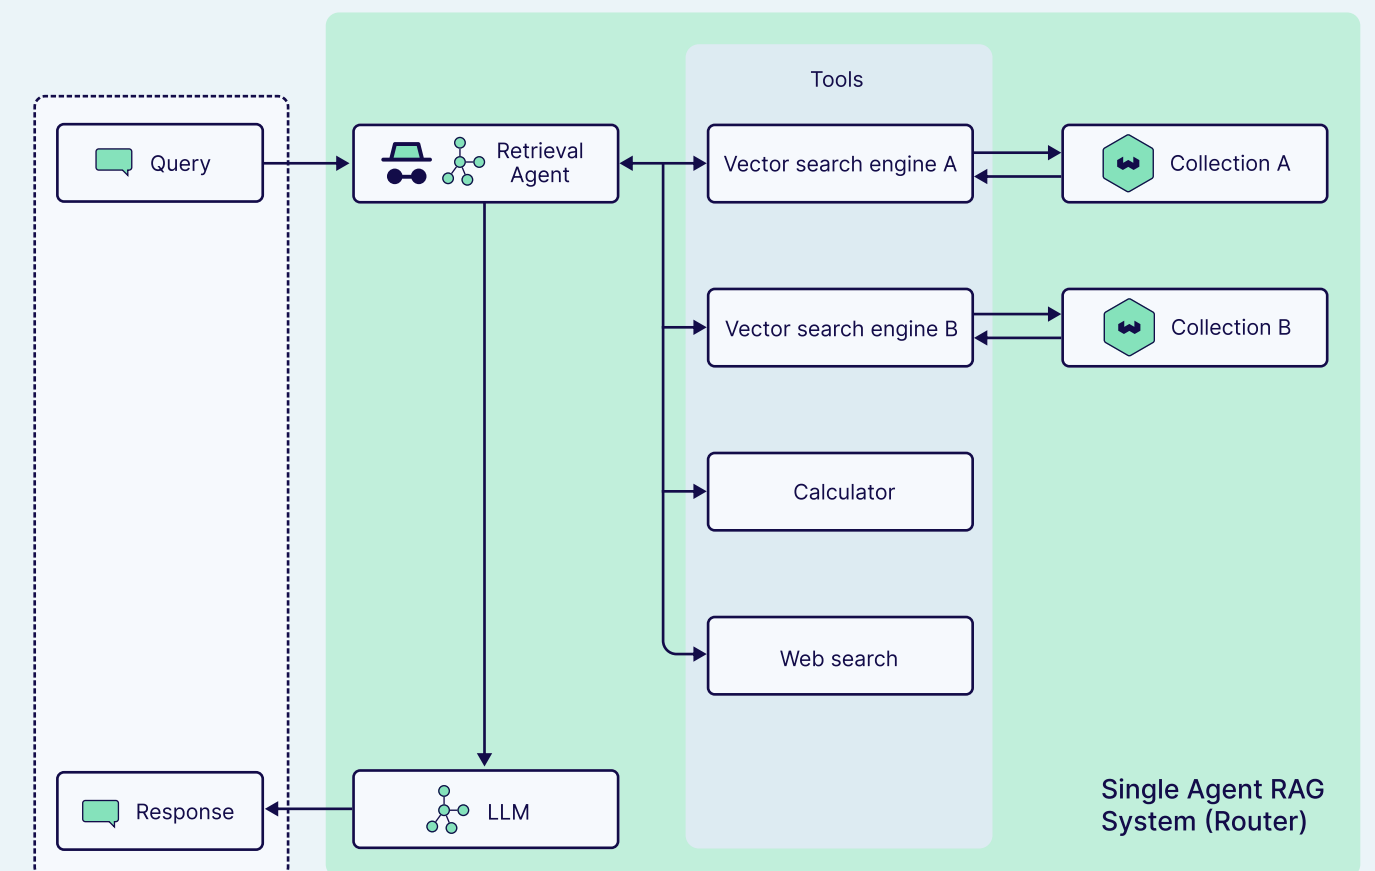 Tools
Query
Retrieval
Agent
Vector search engine A
Collection A
Vector search engine B
Collection B
Calculator
Web search
Response
LLM
Single Agent RAG
System (Router)